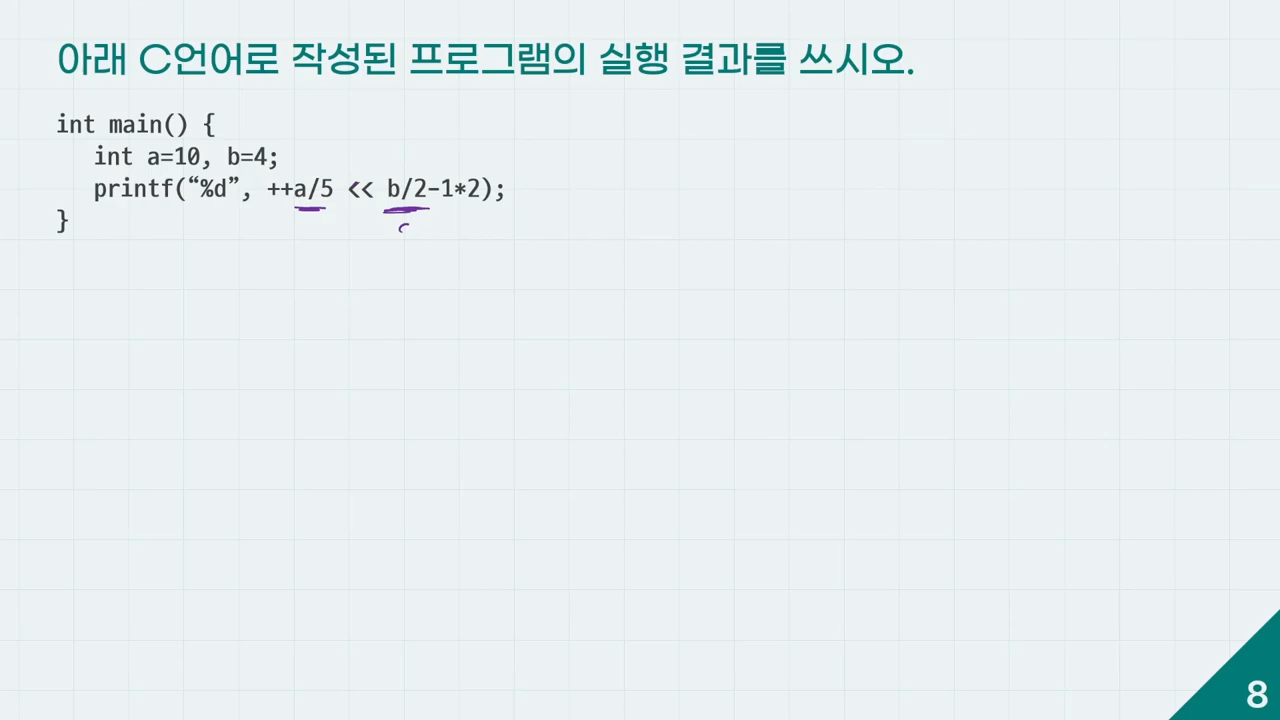 아래 C언어로 작성된 프로그램의 실행 결과를 쓰시오.
int main() {
int a=10, b=4;
printf(“%d”, ++a/5 << b/2-1*2);
}
8